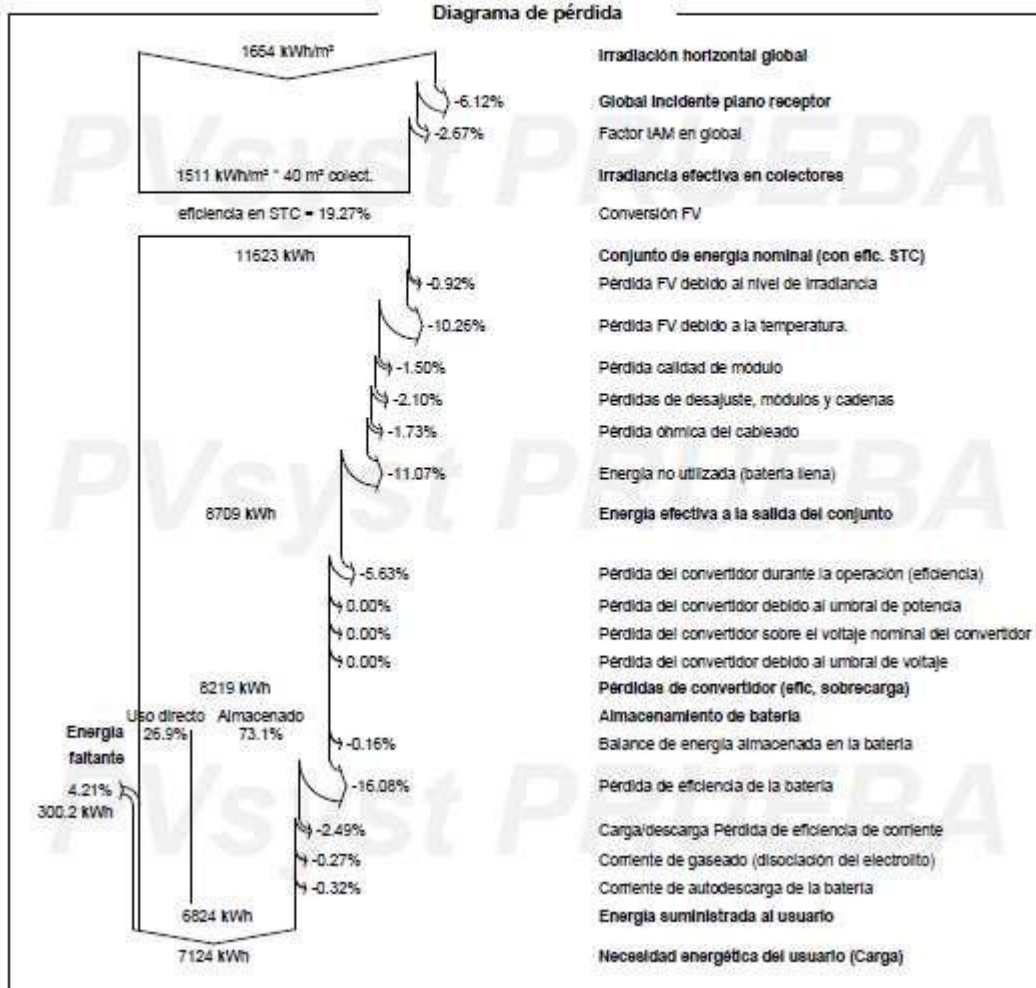 Diagrama de pérdida
1654 kWh/m² Irradiación horizontal global
-6.12% Global incidente plano receptor
-2.67% Factor IAM en global
1511 kWh/m² * 40 m² colect. Irradiancia efectiva en colectores
eficiencia en STC = 19.27% Conversión FV
11623 kWh Conjunto de energía nominal (con efic. STC)
-0.92% Pérdida FV debido al nivel de irradiancia
-10.26% Pérdida FV debido a la temperatura.
-1.50% Pérdida calidad de módulo
-2.10% Pérdidas de desajuste, módulos y cadenas
-1.73% Pérdida óhmica del cableado
-11.07% Energía no utilizada (batería llena)
8709 kWh Energía efectiva a la salida del conjunto
-5.63% Pérdida del convertidor durante la operación (eficiencia)
0.00% Pérdida del convertidor debido al umbral de potencia
0.00% Pérdida del convertidor sobre el voltaje nominal del convertidor
0.00% Pérdida del convertidor debido al umbral de voltaje
8219 kWh Pérdidas de convertidor (efic, sobrecarga)
Uso directo Almacenado Almacenamiento de batería
Energía 26.9% 73.1% -0.16% Balance de energía almacenada en la batería
faltante
4.21% -16.08% Pérdida de eficiencia de la batería
300.2 kWh
-2.49% Carga/descarga Pérdida de eficiencia de corriente
-0.27% Corriente de gaseado (disociación del electrolito)
-0.32% Corriente de autodescarga de la batería
6824 kWh Energía suministrada al usuario
7124 kWh Necesidad energética del usuario (Carga)
PVsyst PRUEBA
PVsyst PRUEBA
PVsyst PRUEBA